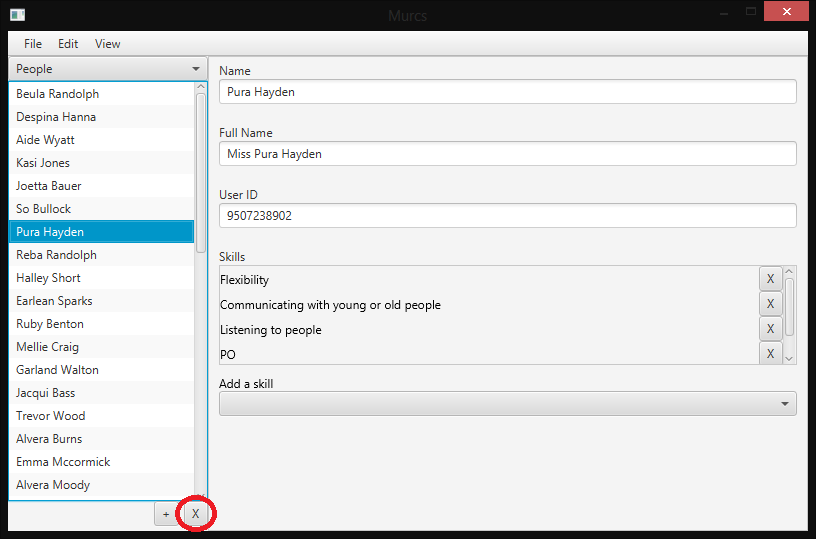 Murcs
File Edit View
People
Beula Randolph
Despina Hanna
Aide Wyatt
Kasi Jones
Joetta Bauer
So Bullock
Pura Hayden
Reba Randolph
Halley Short
Earlean Sparks
Ruby Benton
Mellie Craig
Garland Walton
Jacqui Bass
Trevor Wood
Alvera Burns
Emma Mccormick
Alvera Moody
+ X
Name
Pura Hayden
Full Name
Miss Pura Hayden
User ID
9507238902
Skills
Flexibility X
Communicating with young or old people X
Listening to people X
PO X
Add a skill